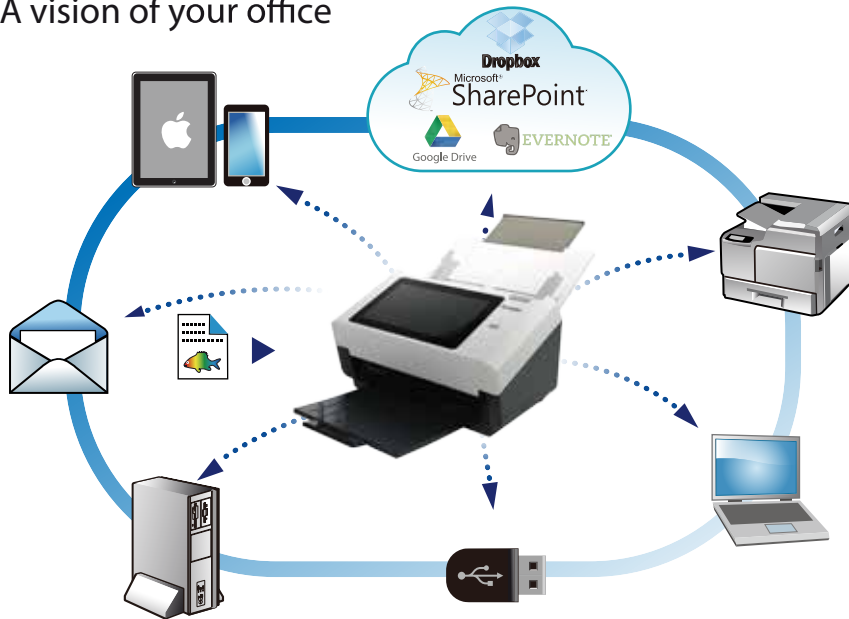 A vision of your office
Dropbox
Microsoft®
SharePoint
Google Drive
EVERNOTE